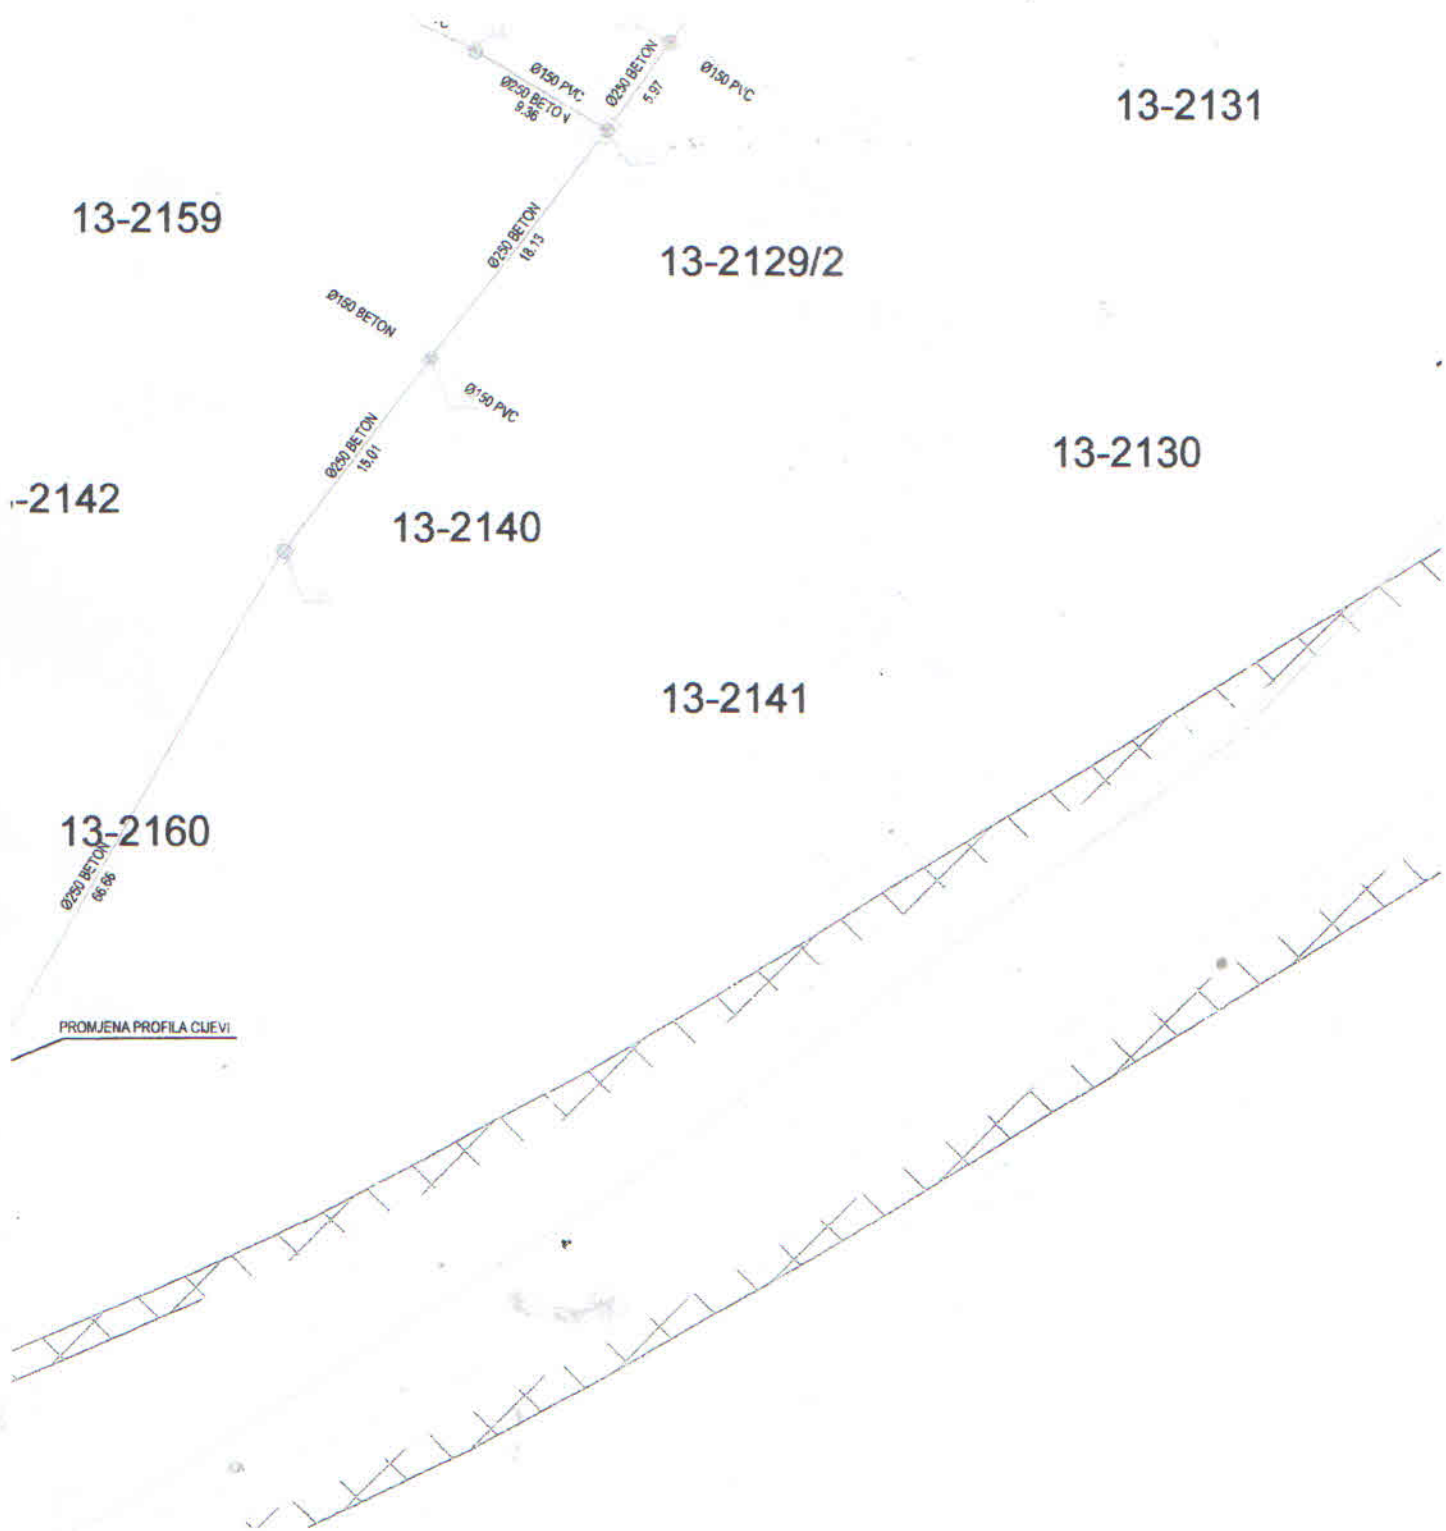 Ø150 PVC
Ø250 BETON
9.36
Ø250 BETON
5.97
Ø150 PVC
13-2131
13-2159
Ø250 BETON
18.13
13-2129/2
Ø150 BETON
Ø150 PVC
Ø250 BETON
15.01
13-2130
-2142
13-2140
13-2141
13-2160
Ø250 BETON
66.66
PROMJENA PROFILA CIJEVI